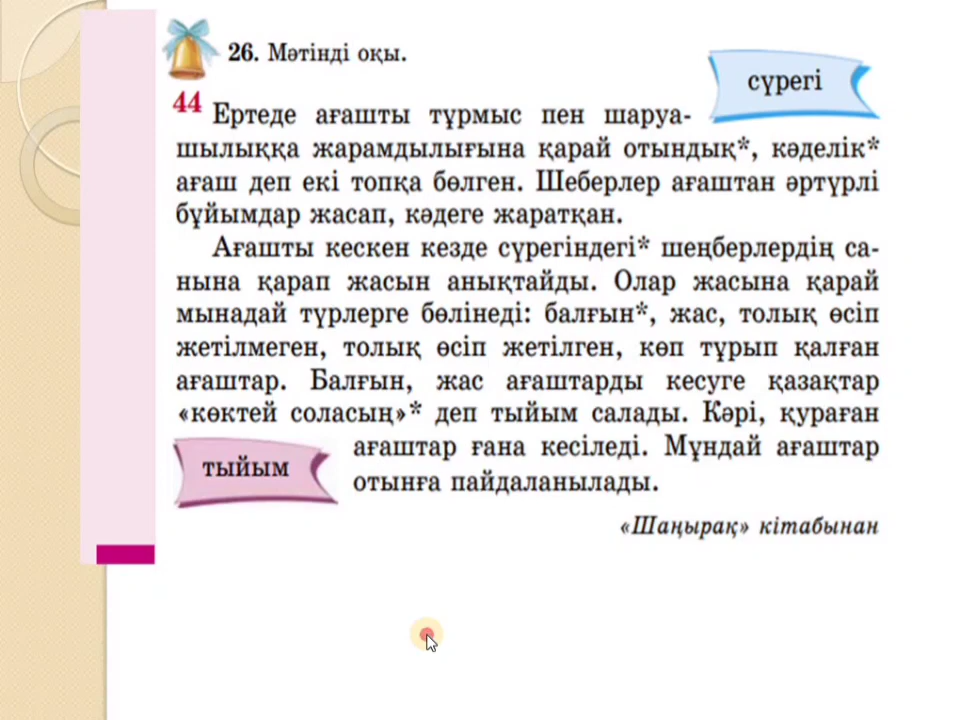 26. Мәтінді оқы.
сүрегі
44
Ертеде ағашты тұрмыс пен шаруа-
шылыққа жарамдылығына қарай отындық*, кәделік*
ағаш деп екі топқа бөлген. Шеберлер ағаштан әртүрлі
бұйымдар жасап, кәдеге жаратқан.
Ағашты кескен кезде сүрегіндегі* шеңберлердің са-
нына қарап жасын анықтайды. Олар жасына қарай
мынадай түрлерге бөлінеді: балғын*, жас, толық өсіп
жетілмеген, толық өсіп жетілген, көп тұрып қалған
ағаштар. Балғын, жас ағаштарды кесуге қазақтар
«көктей соласың»* деп тыйым салады. Кәрі, қураған
ағаштар ғана кесіледі. Мұндай ағаштар
тыйым
отынға пайдаланылады.
«Шаңырақ» кітабынан